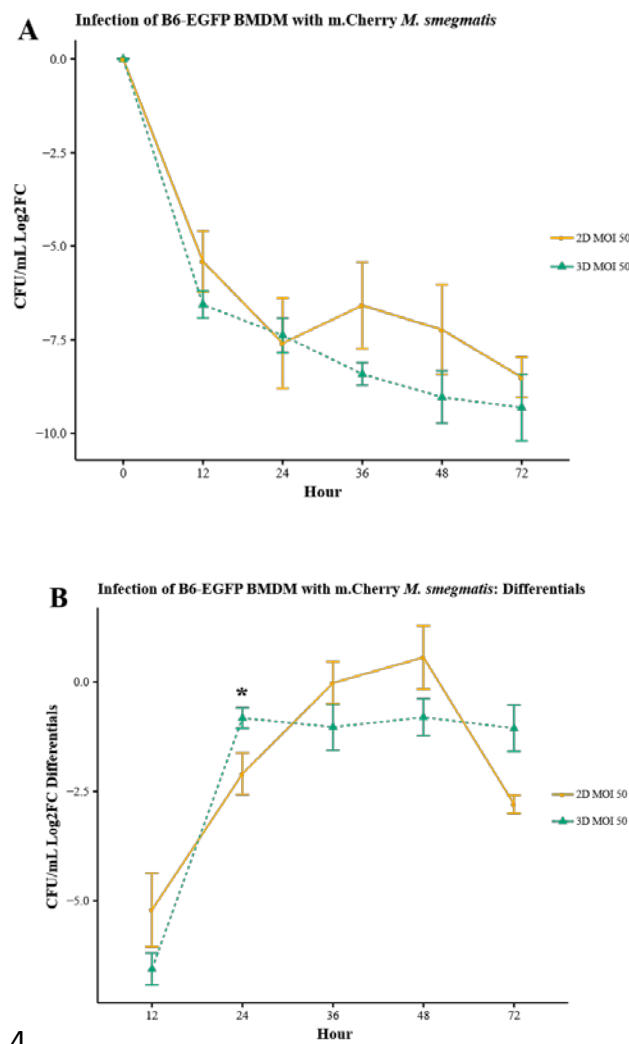 A
Infection of B6-EGFP BMDM with m.Cherry M. smegmatis
0.0
−2.5
−5.0
−7.5
−10.0
CFU/mL Log2FC
0
12
24
36
48
72
Hour
2D MOI 50
3D MOI 50
B
Infection of B6-EGFP BMDM with m.Cherry M. smegmatis: Differentials
*
0.0
−2.5
−5.0
CFU/mL Log2FC Differentials
12
24
36
48
72
Hour
2D MOI 50
3D MOI 50
4